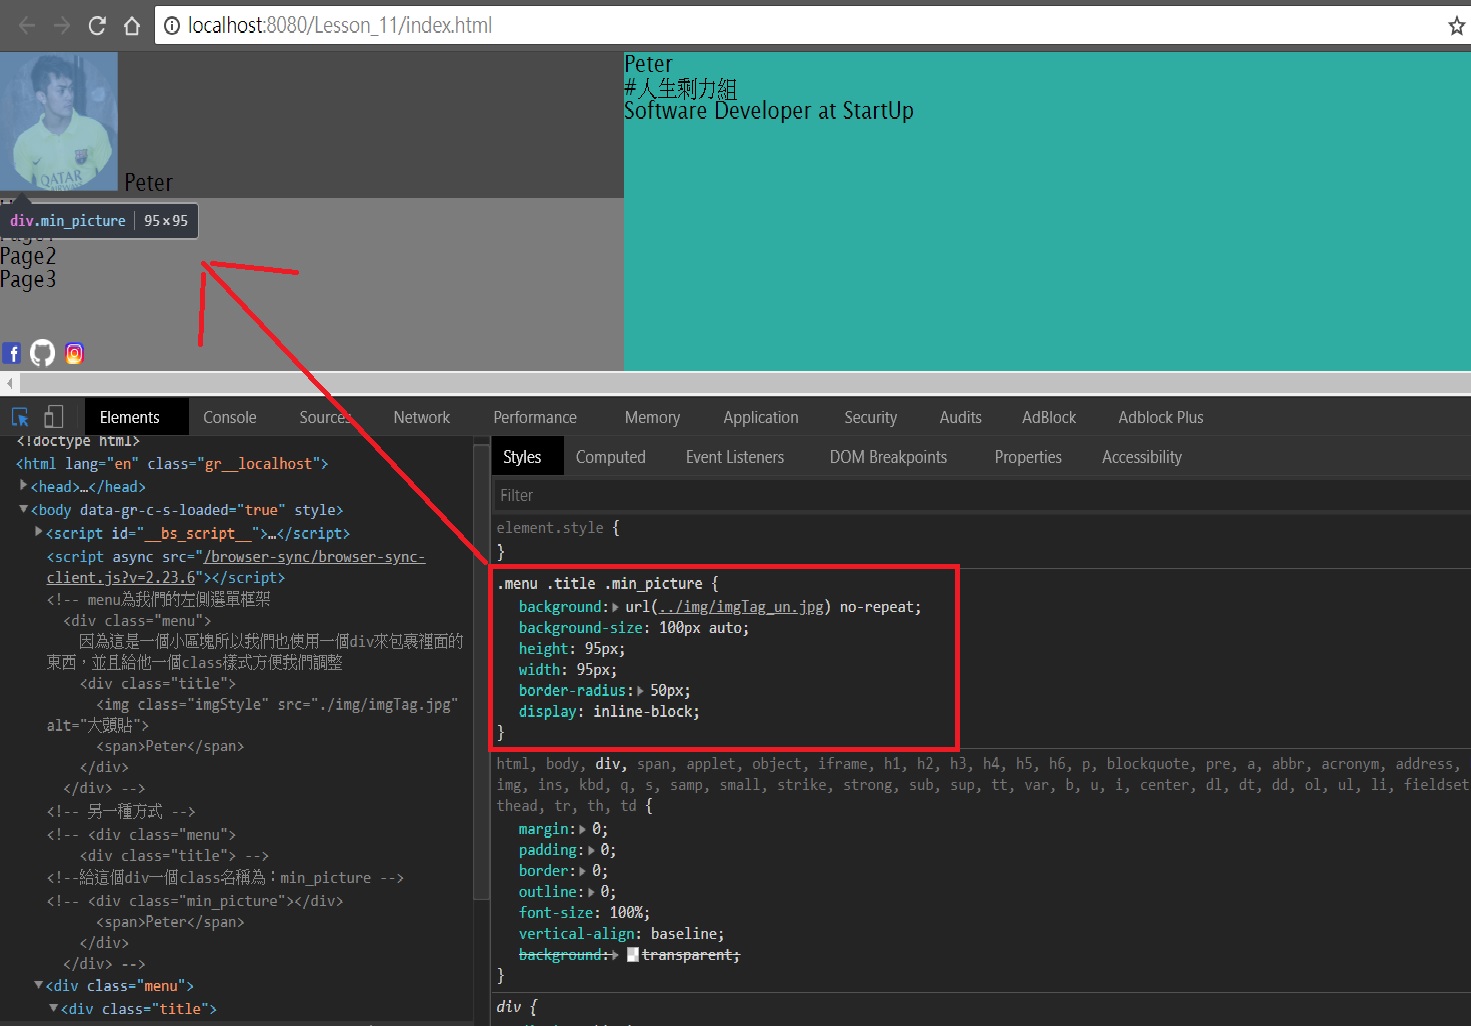 localhost:8080/Lesson_11/index.html
QATAR
Peter
Peter
#人生剩力組
Software Developer at StartUp
div.min_picture 95×95
Page2
Page3
Elements Console Sources Network Performance Memory Application Security Audits AdBlock Adblock Plus
<!doctype html>
<html lang="en" class="gr__localhost">
<head>…</head>
<body data-gr-c-s-loaded="true" style>
<script id="__bs_script__">…</script>
<script async src="/browser-sync/browser-sync-
client.js?v=2.23.6"></script>
<!-- menu為我們的左側選單框架
<div class="menu">
因為這是一個小區塊所以我們也使用一個div來包裹裡面的
東西，並且給他一個class樣式方便我們調整
<div class="title">
<img class="imgStyle" src="./img/imgTag.jpg"
alt="大頭貼">
<span>Peter</span>
</div>
</div> -->
<!-- 另一種方式 -->
<!-- <div class="menu">
<div class="title"> -->
<!--給這個div一個class名稱為：min_picture -->
<!-- <div class="min_picture"></div>
<span>Peter</span>
</div>
</div> -->
<div class="menu">
<div class="title">
Styles Computed Event Listeners DOM Breakpoints Properties Accessibility
Filter
element.style {
}
.menu .title .min_picture {
background: url(../img/imgTag_un.jpg) no-repeat;
background-size: 100px auto;
height: 95px;
width: 95px;
border-radius: 50px;
display: inline-block;
}
html, body, div, span, applet, object, iframe, h1, h2, h3, h4, h5, h6, p, blockquote, pre, a, abbr, acronym, address,
img, ins, kbd, q, s, samp, small, strike, strong, sub, sup, tt, var, b, u, i, center, dl, dt, dd, ol, ul, li, fieldset
thead, tr, th, td {
margin: 0;
padding: 0;
border: 0;
outline: 0;
font-size: 100%;
vertical-align: baseline;
background: transparent;
}
div {